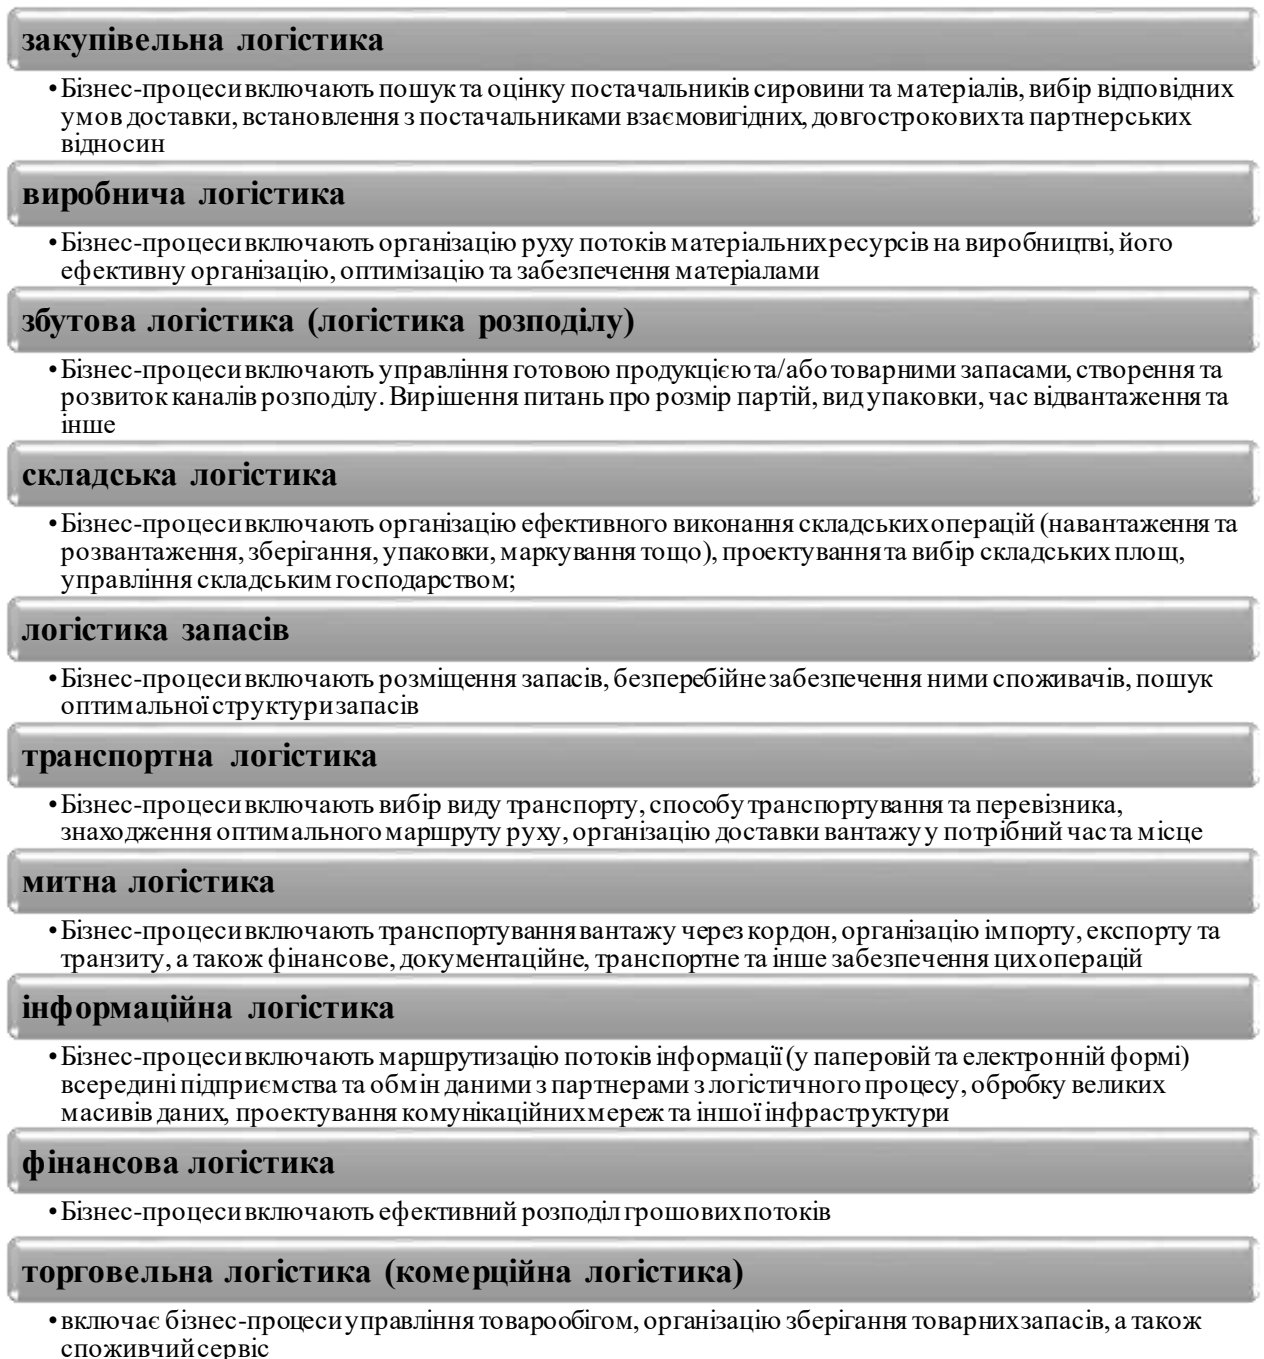 закупівельна логістика
• Бізнес-процеси включають пошук та оцінку постачальників сировини та матеріалів, вибір відповідних
умов доставки, встановлення з постачальниками взаємовигідних, довгострокових та партнерських
відносин
виробнича логістика
• Бізнес-процеси включають організацію руху потоків матеріальних ресурсів на виробництві, його
ефективну організацію, оптимізацію та забезпечення матеріалами
збутова логістика (логістика розподілу)
• Бізнес-процеси включають управління готовою продукцією та/або товарними запасами, створення та
розвиток каналів розподілу. Вирішення питань про розмір партій, вид упаковки, час відвантаження та
інше
складська логістика
• Бізнес-процеси включають організацію ефективного виконання складських операцій (навантаження та
розвантаження, зберігання, упаковки, маркування тощо), проектування та вибір складських площ,
управління складським господарством;
логістика запасів
• Бізнес-процеси включають розміщення запасів, безперебійне забезпечення ними споживачів, пошук
оптимальної структури запасів
транспортна логістика
• Бізнес-процеси включають вибір виду транспорту, способу транспортування та перевізника,
знаходження оптимального маршруту руху, організацію доставки вантажу у потрібний час та місце
митна логістика
• Бізнес-процеси включають транспортування вантажу через кордон, організацію імпорту, експорту та
транзиту, а також фінансове, документаційне, транспортне та інше забезпечення цих операцій
інформаційна логістика
• Бізнес-процеси включають маршрутизацію потоків інформації (у паперовій та електронній формі)
всередині підприємства та обмін даними з партнерами з логістичного процесу, обробку великих
масивів даних, проектування комунікаційних мереж та іншої інфраструктури
фінансова логістика
• Бізнес-процеси включають ефективний розподіл грошових потоків
торговельна логістика (комерційна логістика)
• включає бізнес-процеси управління товарообігом, організацію зберігання товарних запасів, а також
споживчий сервіс